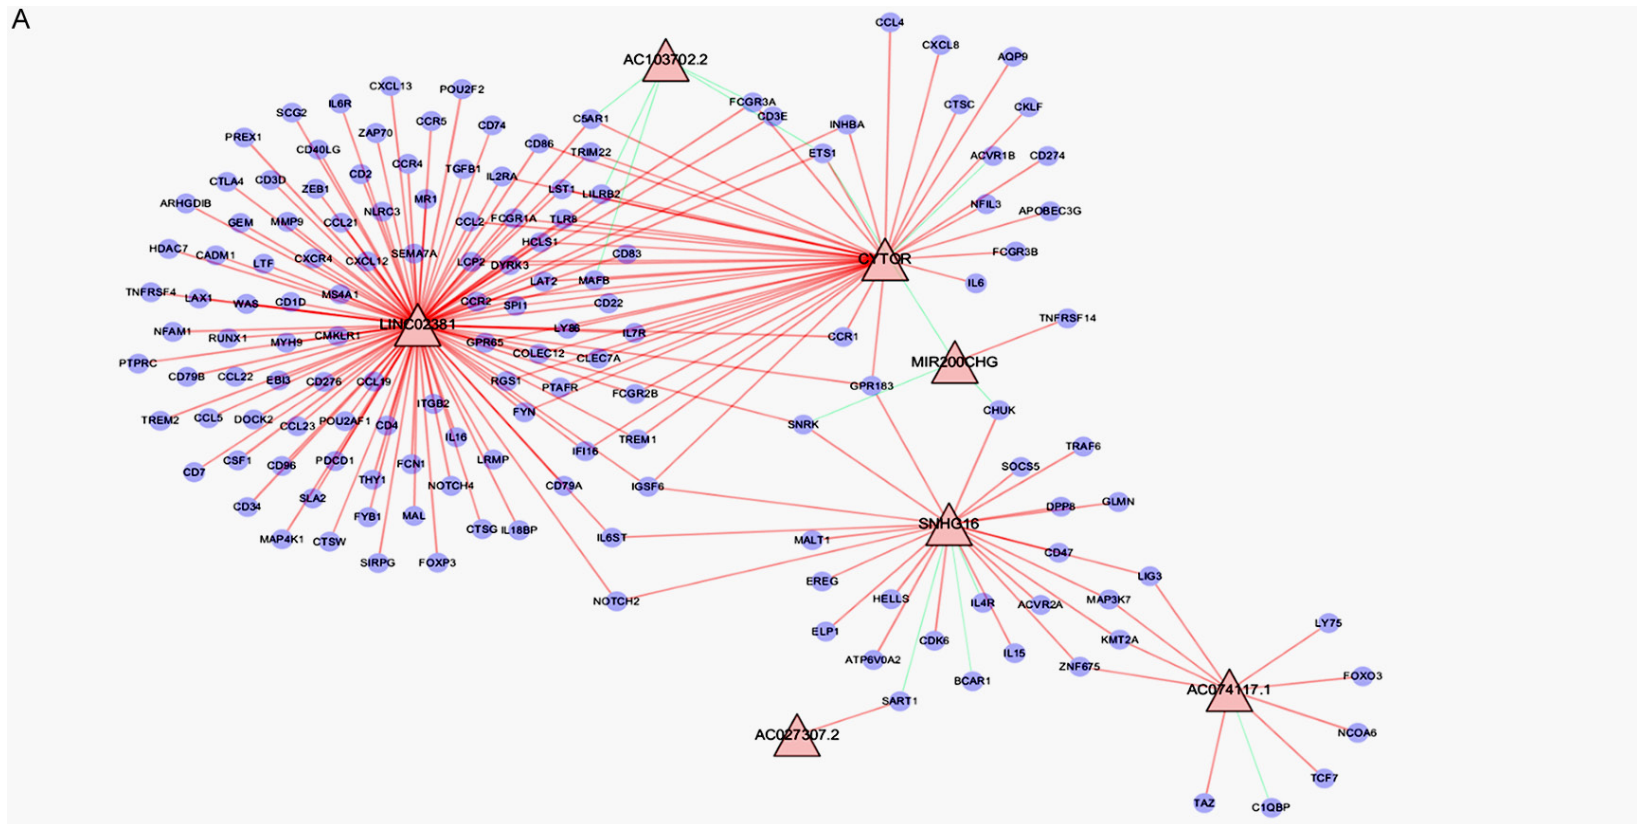 A
CCL4
CXCL8
AQP9
AC103702.2
CXCL13
POU2F2
IL6R
SCG2
FCGR3A
CTSC
CKLF
CCR5
CD74
C5AR1
CD3E
INHBA
PREX1
ZAP70
CD40LG
CD86
TRIM22
ETS1
ACVR1B
CD274
CCR4
TGFB1
CD2
IL2RA
CTLA4
CD3D
ZEB1
LST1
LILRB2
MR1
ARHGDIB
NLRC3
NFIL3
APOBEC3G
GEM
MMP9
CCL21
CCL2
FCGR1A
TLR8
HCLS1
HDAC7
CADM1
LTF
CXCR4
CXCL12
SEMA7A
LCP2
DYRK3
CD83
CYTOR
FCGR3B
LAT2
MAFB
IL6
TNFRSF4
LAX1
WAS
CD1D
MS4A1
CCR2
SPI1
CD22
LINC02381
TNFRSF14
NFAM1
RUNX1
MYH9
CMKLR1
GPR65
LY86
IL7R
CCR1
COLEC12
CLEC7A
MIR200CHG
PTPRC
CD79B
CCL22
EBI3
CD276
CCL19
RGS1
PTAFR
FCGR2B
GPR183
TREM2
CCL5
DOCK2
CCL23
POU2AF1
CD4
ITGB2
FYN
CHUK
SNRK
IL16
TREM1
IFI16
TRAF6
CD7
CSF1
CD96
PDCD1
FCN1
LRMP
SOCS5
THY1
NOTCH4
CD79A
IGSF6
CD34
SLA2
FYB1
MAL
CTSG
IL18BP
DPP8
GLMN
SNHG16
MAP4K1
CTSW
IL6ST
MALT1
CD47
SIRPG
FOXP3
LIG3
EREG
NOTCH2
HELLS
IL4R
ACVR2A
MAP3K7
ELP1
CDK6
KMT2A
LY75
ATP6V0A2
IL15
ZNF675
BCAR1
FOXO3
SART1
AC074117.1
AC027307.2
NCOA6
TCF7
TAZ
C1QBP